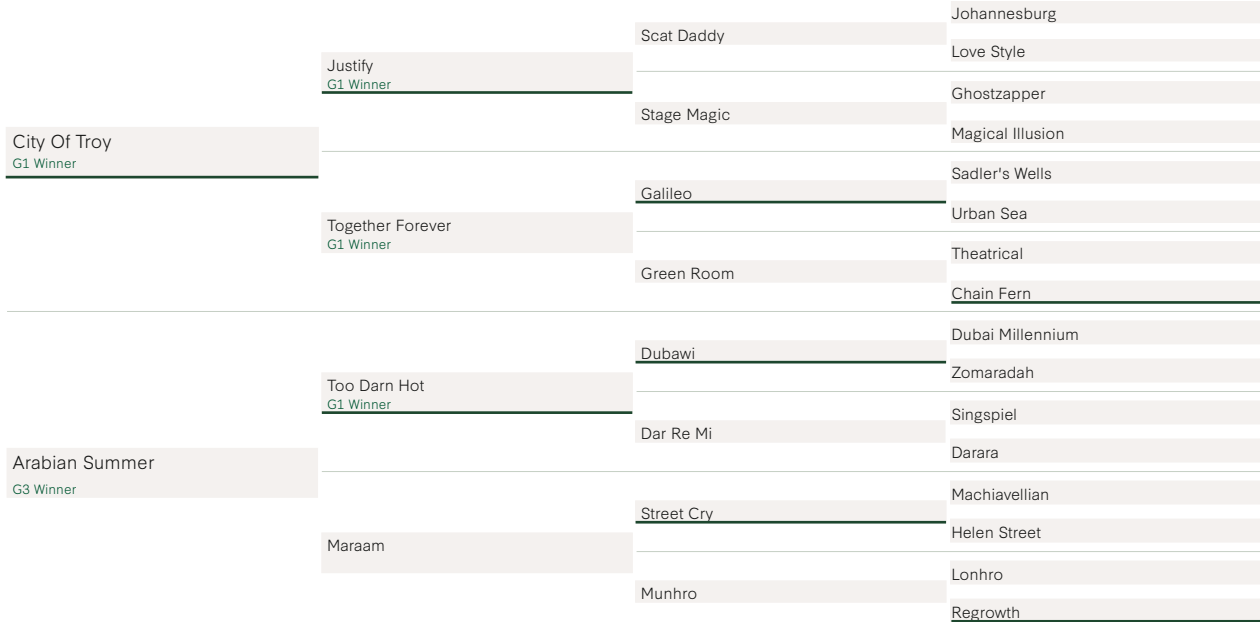 Johannesburg
Scat Daddy
Love Style
Justify
G1 Winner
Ghostzapper
Stage Magic
Magical Illusion
City Of Troy
G1 Winner
Sadler's Wells
Galileo
Urban Sea
Together Forever
G1 Winner
Theatrical
Green Room
Chain Fern
Dubai Millennium
Dubawi
Zomaradah
Too Darn Hot
G1 Winner
Singspiel
Dar Re Mi
Darara
Arabian Summer
G3 Winner
Machiavellian
Street Cry
Helen Street
Maraam
Lonhro
Munhro
Regrowth